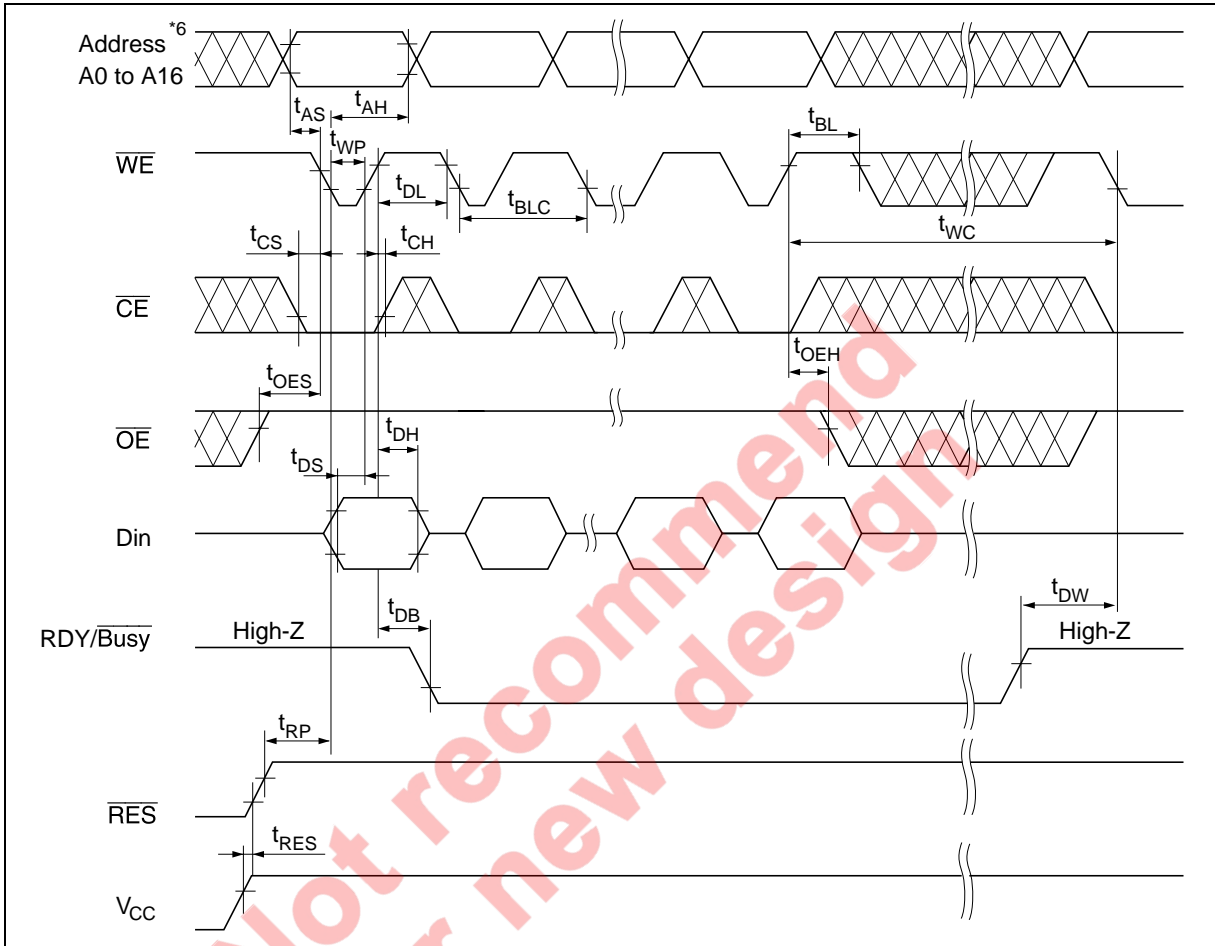 Address *6
A0 to A16
tAS
tAH
tWP
tBL
WE
tDL
tBLC
tWC
tCS
tCH
CE
tOES
tOEH
OE
tDH
tDS
Din
tDB
tDW
RDY/Busy
High-Z
High-Z
tRP
RES
tRES
VCC
Not recommend
new design